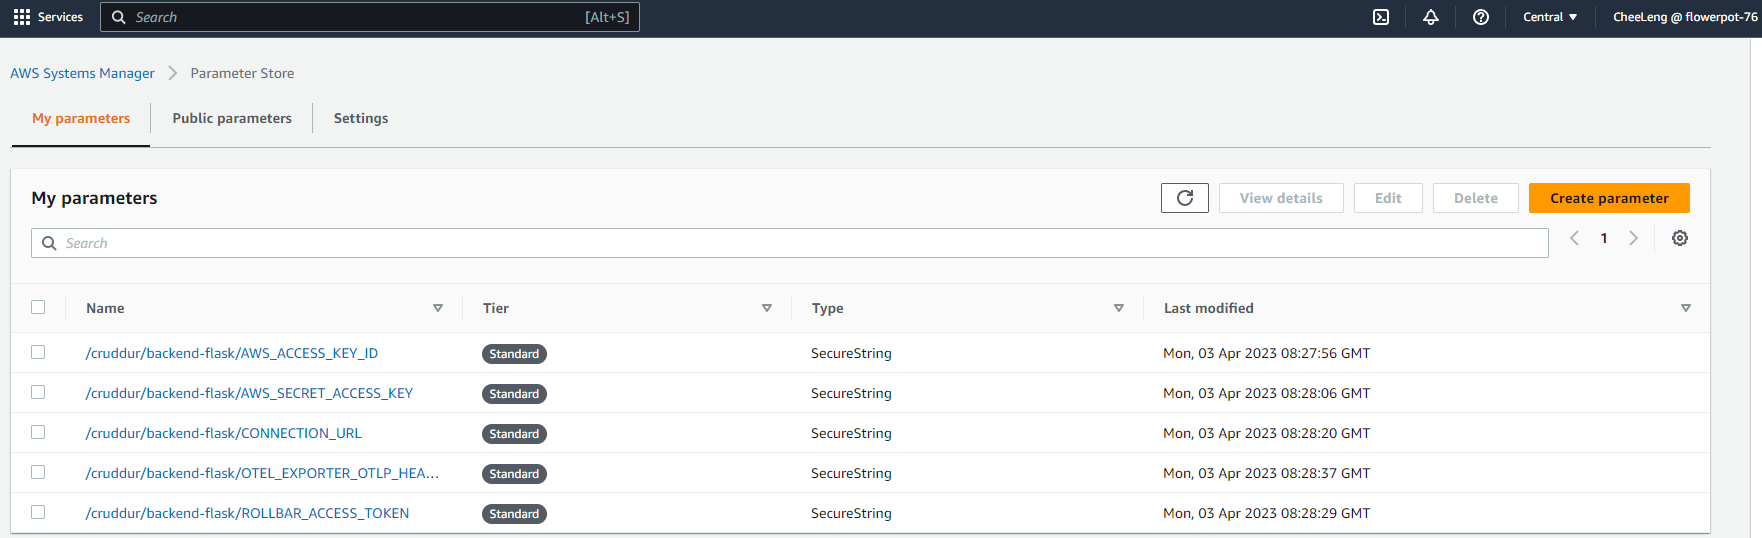 Services Search [Alt+S] Central CheeLeng @ flowerpot-76
AWS Systems Manager Parameter Store
My parameters Public parameters Settings
My parameters View details Edit Delete Create parameter
Search 1
Name Tier Type Last modified
/cruddur/backend-flask/AWS_ACCESS_KEY_ID Standard SecureString Mon, 03 Apr 2023 08:27:56 GMT
/cruddur/backend-flask/AWS_SECRET_ACCESS_KEY Standard SecureString Mon, 03 Apr 2023 08:28:06 GMT
/cruddur/backend-flask/CONNECTION_URL Standard SecureString Mon, 03 Apr 2023 08:28:20 GMT
/cruddur/backend-flask/OTEL_EXPORTER_OTLP_HEA... Standard SecureString Mon, 03 Apr 2023 08:28:37 GMT
/cruddur/backend-flask/ROLLBAR_ACCESS_TOKEN Standard SecureString Mon, 03 Apr 2023 08:28:29 GMT